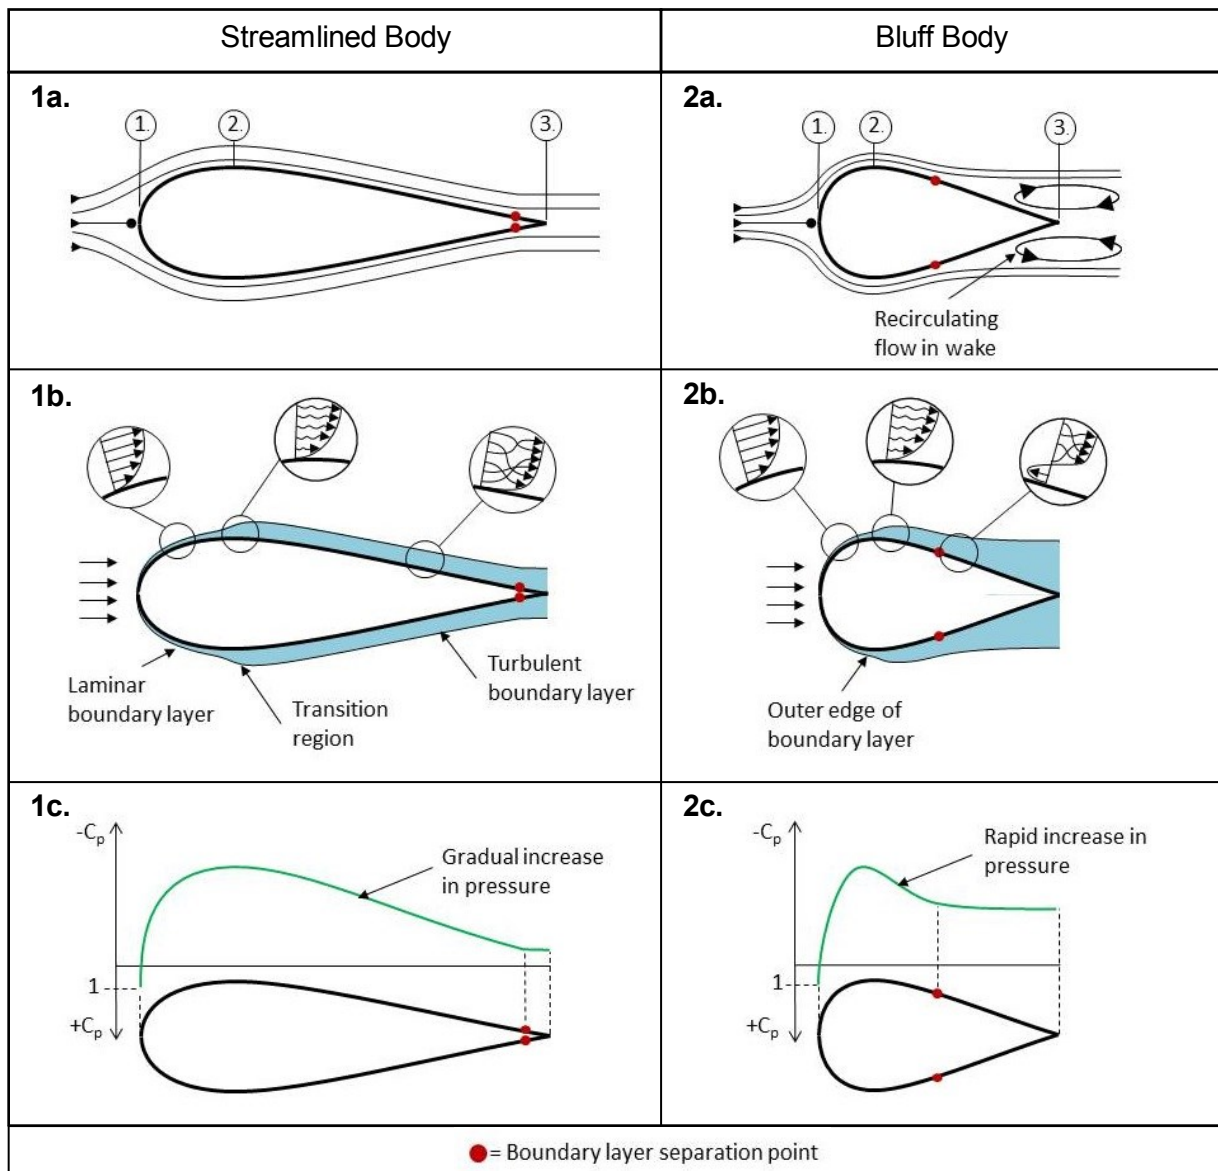 Streamlined Body
Bluff Body
1a.
1.
2.
3.
2a.
1.
2.
3.
Recirculating
flow in wake
1b.
Laminar
boundary layer
Transition
region
Turbulent
boundary layer
2b.
Outer edge of
boundary layer
1c.
-Cp
Gradual increase
in pressure
1
+Cp
2c.
-Cp
Rapid increase in
pressure
1
+Cp
= Boundary layer separation point